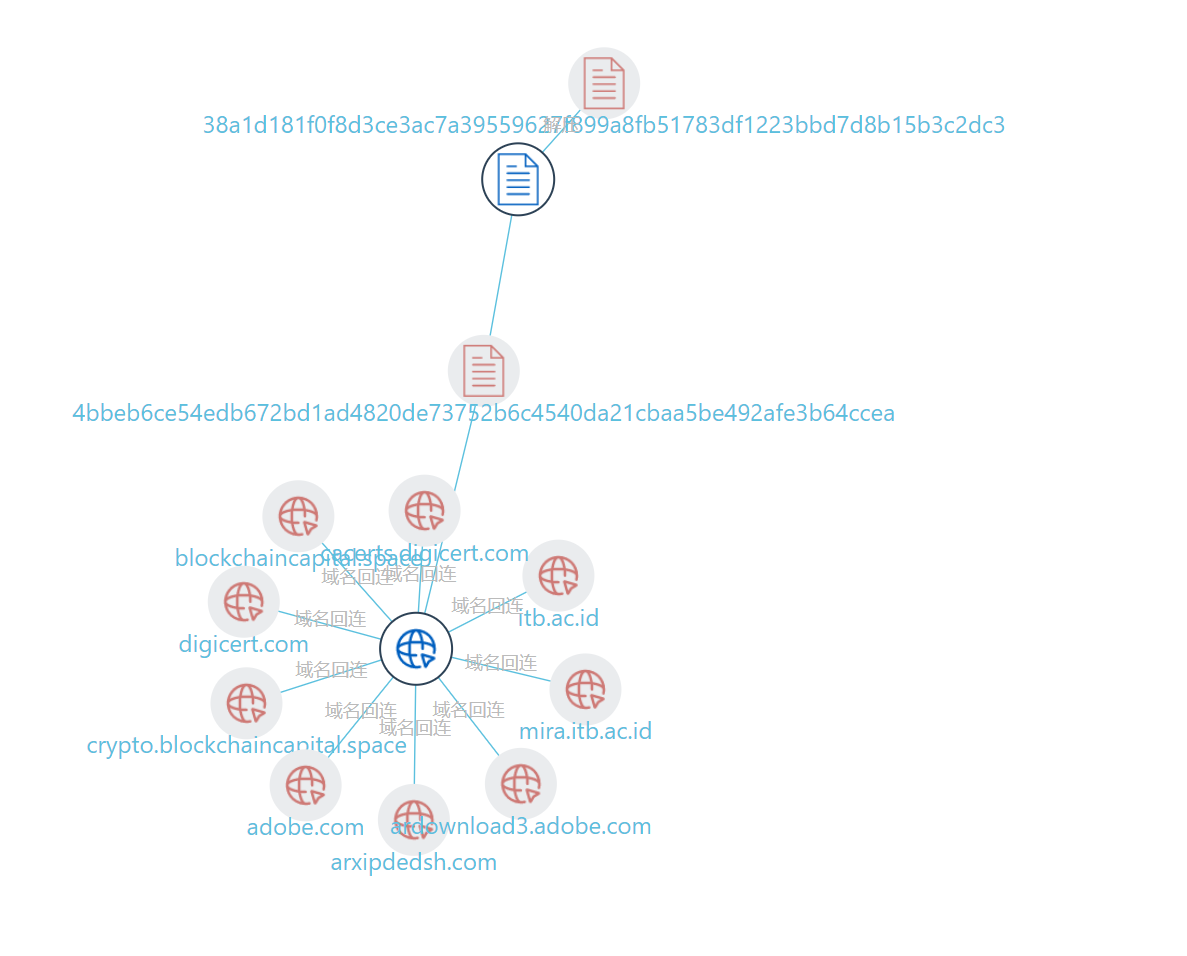 38a1d181f0f8d3ce3ac7a39559627f899a8fb51783df1223bbd7d8b15b3c2dc3
4bbeb6ce54edb672bd1ad4820de73752b6c4540da21cbaa5be492afe3b64ccea
cacerts.digicert.com
blockchaincapital.space
域名回连
域名回连
域名回连
itb.ac.id
域名回连
digicert.com
域名回连
域名回连
域名回连
域名回连
域名回连
mira.itb.ac.id
crypto.blockchaincapital.space
adobe.com
ardownload3.adobe.com
arxipdedsh.com